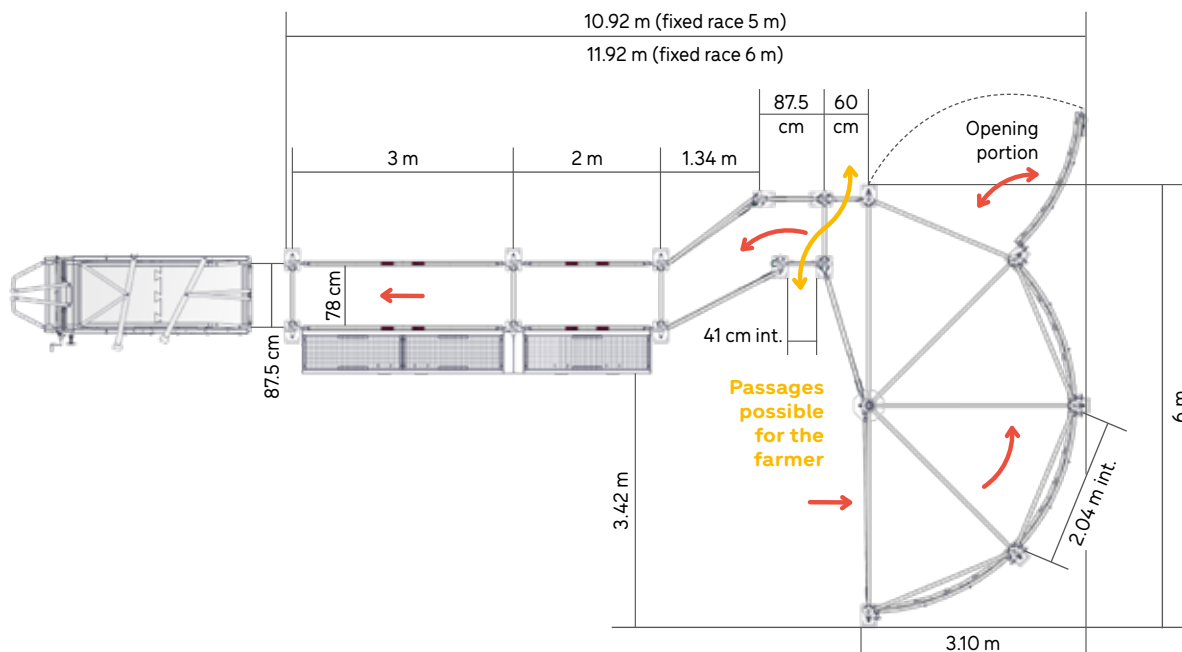 10.92 m (fixed race 5 m)
11.92 m (fixed race 6 m)
87.5
cm
60
cm
Opening
portion
3 m
2 m
1.34 m
78 cm
87.5 cm
41 cm int.
Passages
possible
for the
farmer
3.42 m
2.04 m int.
6 m
3.10 m